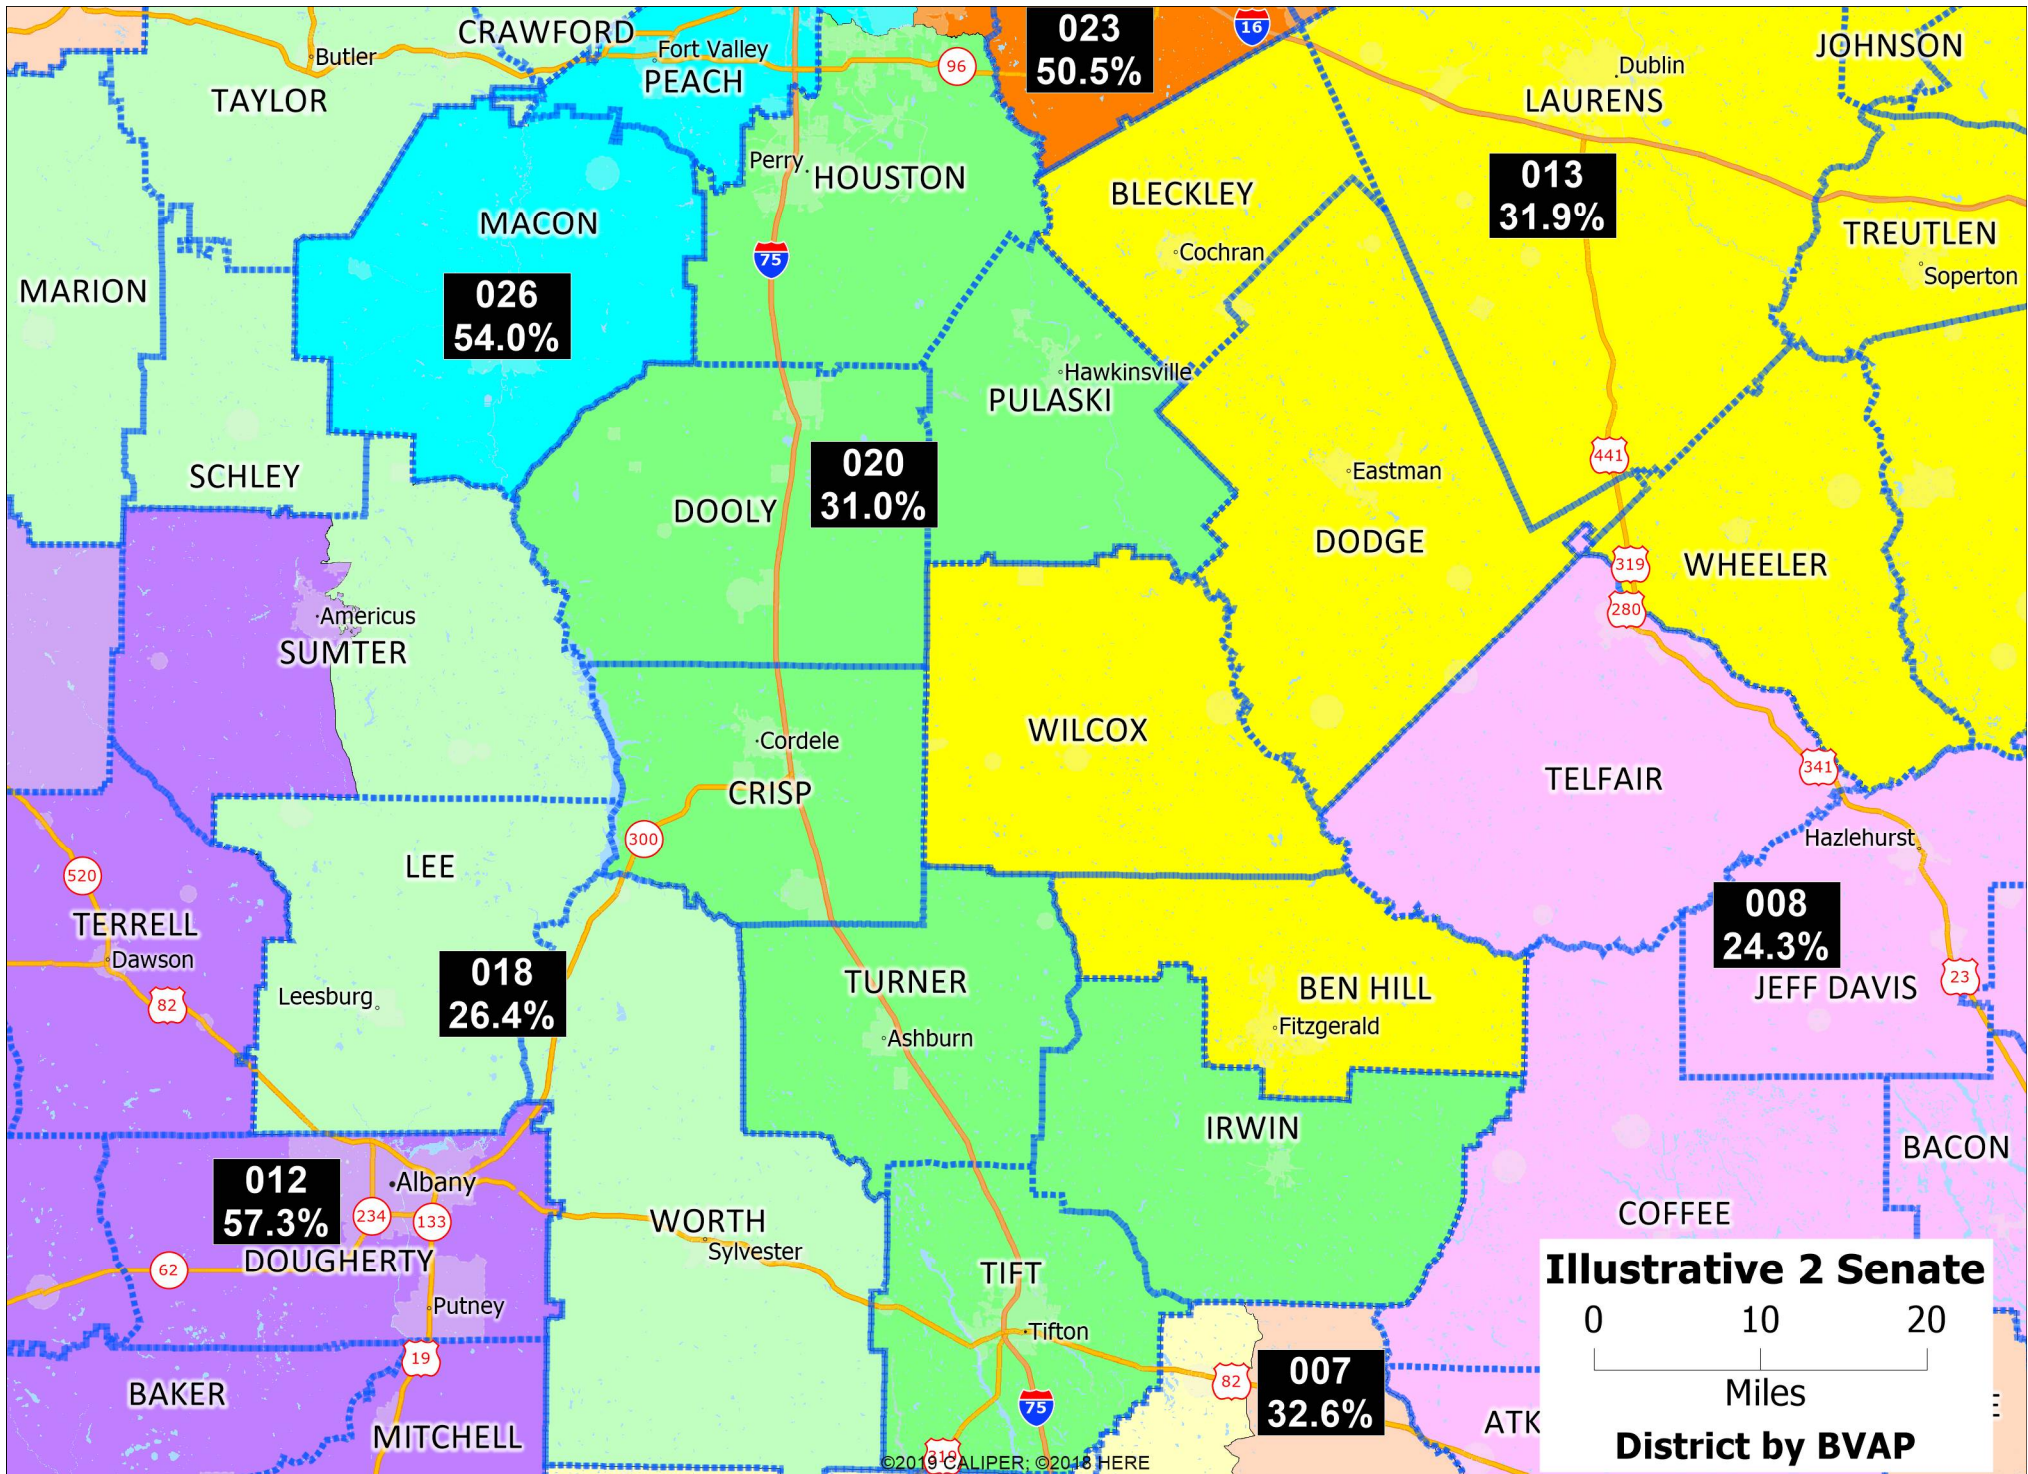 CRAWFORD
Fort Valley
PEACH
Butler
TAYLOR
96
023
50.5%
16
JOHNSON
Dublin
LAURENS
Perry
HOUSTON
BLECKLEY
013
31.9%
MACON
75
Cochran
TREUTLEN
Soperton
MARION
026
54.0%
Hawkinsville
PULASKI
SCHLEY
DOOLY
020
31.0%
Eastman
441
DODGE
319
WHEELER
280
Americus
SUMTER
WILCOX
Cordele
CRISP
TELFAIR
341
300
Hazlehurst
LEE
520
TERRELL
Dawson
82
Leesburg
018
26.4%
TURNER
Ashburn
BEN HILL
Fitzgerald
008
24.3%
JEFF DAVIS
23
IRWIN
BACON
012
57.3%
Albany
234
133
DOUGHERTY
62
Putney
WORTH
Sylvester
TIFT
Tifton
COFFEE
19
BAKER
MITCHELL
75
82
007
32.6%
ATK
E
319
Illustrative 2 Senate
0 10 20
Miles
District by BVAP
©2019 CALIPER; ©2018 HERE